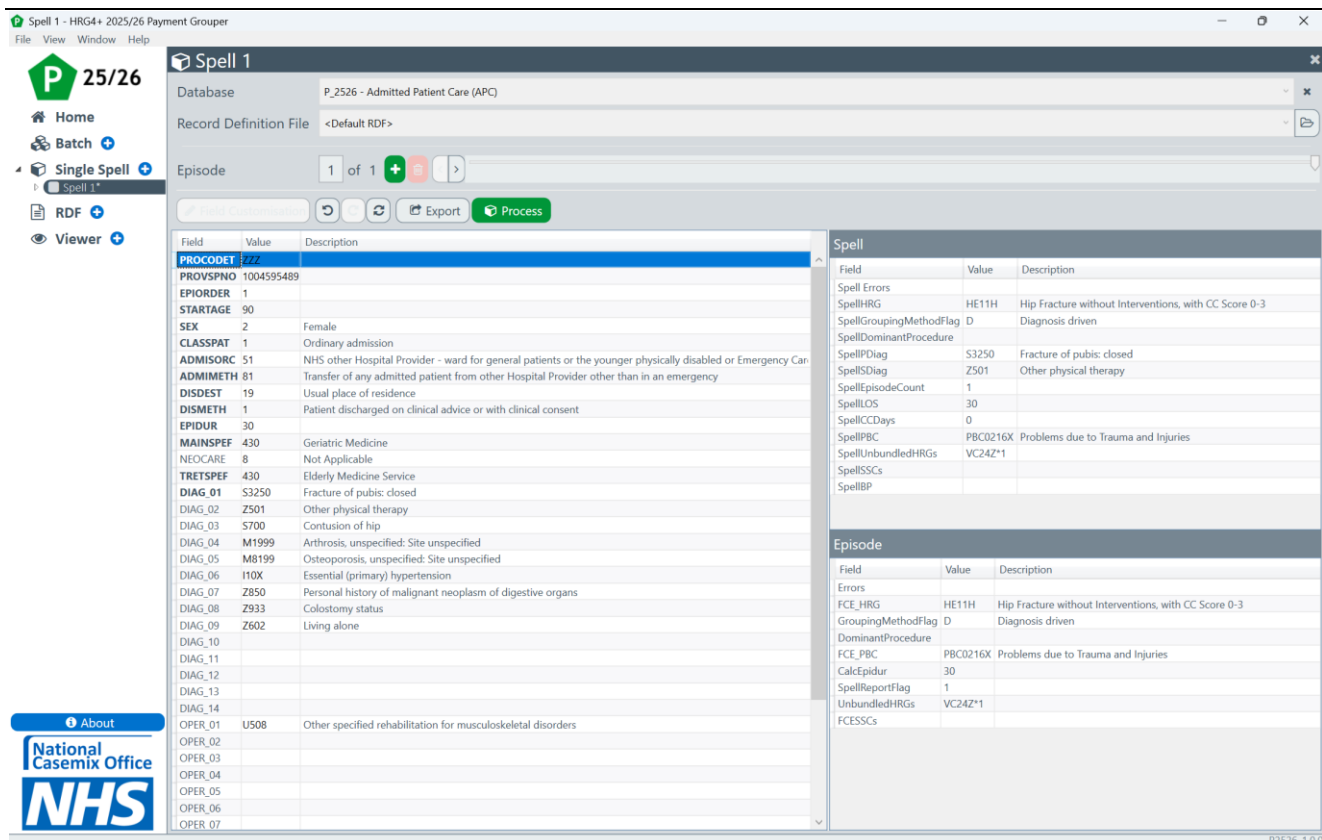 Spell 1 - HRG4+ 2025/26 Payment Grouper
File View Window Help
P 25/26
Home
Batch
Single Spell
Spell 1*
RDF
Viewer
About
National
Casemix Office
NHS
Spell 1
Database P_2526 - Admitted Patient Care (APC)
Record Definition File <Default RDF>
Episode 1 of 1
Field Customisation Export Process
Field Value Description
PROCODET ZZZ
PROVSPNO 1004595489
EPIORDER 1
STARTAGE 90
SEX 2 Female
CLASSPAT 1 Ordinary admission
ADMISORC 51 NHS other Hospital Provider - ward for general patients or the younger physically disabled or Emergency Car
ADMIMETH 81 Transfer of any admitted patient from other Hospital Provider other than in an emergency
DISDEST 19 Usual place of residence
DISMETH 1 Patient discharged on clinical advice or with clinical consent
EPIDUR 30
MAINSPEF 430 Geriatric Medicine
NEOCARE 8 Not Applicable
TRETSPEF 430 Elderly Medicine Service
DIAG_01 S3250 Fracture of pubis: closed
DIAG_02 Z501 Other physical therapy
DIAG_03 S700 Contusion of hip
DIAG_04 M1999 Arthrosis, unspecified: Site unspecified
DIAG_05 M8199 Osteoporosis, unspecified: Site unspecified
DIAG_06 I10X Essential (primary) hypertension
DIAG_07 Z850 Personal history of malignant neoplasm of digestive organs
DIAG_08 Z933 Colostomy status
DIAG_09 Z602 Living alone
DIAG_10
DIAG_11
DIAG_12
DIAG_13
DIAG_14
OPER_01 U508 Other specified rehabilitation for musculoskeletal disorders
OPER_02
OPER_03
OPER_04
OPER_05
OPER_06
OPER_07
Spell
Field Value Description
Spell Errors
SpellHRG HE11H Hip Fracture without Interventions, with CC Score 0-3
SpellGroupingMethodFlag D Diagnosis driven
SpellDominantProcedure
SpellPDiag S3250 Fracture of pubis: closed
SpellSDiag Z501 Other physical therapy
SpellEpisodeCount 1
SpellLOS 30
SpellCCDays 0
SpellPBC PBC0216X Problems due to Trauma and Injuries
SpellUnbundledHRGs VC24Z*1
SpellSSCs
SpellBP
Episode
Field Value Description
Errors
FCE_HRG HE11H Hip Fracture without Interventions, with CC Score 0-3
GroupingMethodFlag D Diagnosis driven
DominantProcedure
FCE_PBC PBC0216X Problems due to Trauma and Injuries
CalcEpidur 30
SpellReportFlag 1
UnbundledHRGs VC24Z*1
FCESSCs